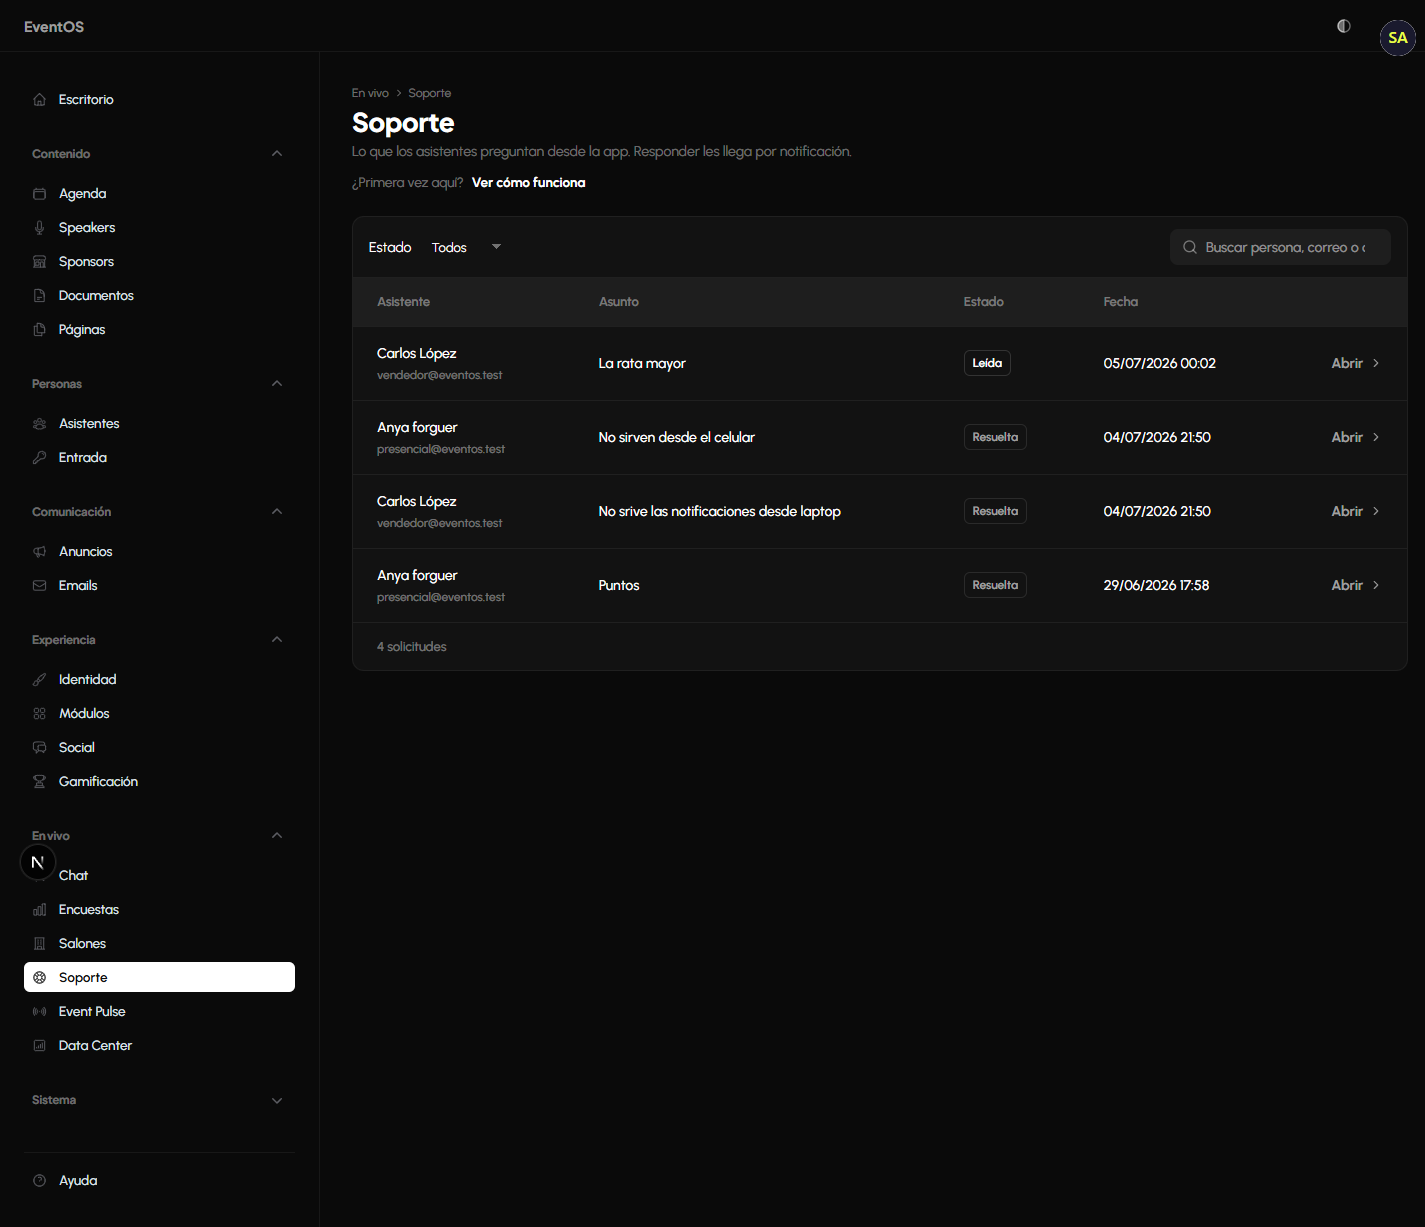 EventOS
SA
Escritorio
Contenido
Agenda
Speakers
Sponsors
Documentos
Páginas
Personas
Asistentes
Entrada
Comunicación
Anuncios
Emails
Experiencia
Identidad
Módulos
Social
Gamificación
En vivo
N
Chat
Encuestas
Salones
Soporte
Event Pulse
Data Center
Sistema
Ayuda
En vivo > Soporte
Soporte
Lo que los asistentes preguntan desde la app. Responder les llega por notificación.
¿Primera vez aquí? Ver cómo funciona
Estado Todos
Buscar persona, correo o
Asistente Asunto Estado Fecha
Carlos López
vendedor@eventos.test
La rata mayor Leída 05/07/2026 00:02 Abrir
Anya forguer
presencial@eventos.test
No sirven desde el celular Resuelta 04/07/2026 21:50 Abrir
Carlos López
vendedor@eventos.test
No srive las notificaciones desde laptop Resuelta 04/07/2026 21:50 Abrir
Anya forguer
presencial@eventos.test
Puntos Resuelta 29/06/2026 17:58 Abrir
4 solicitudes